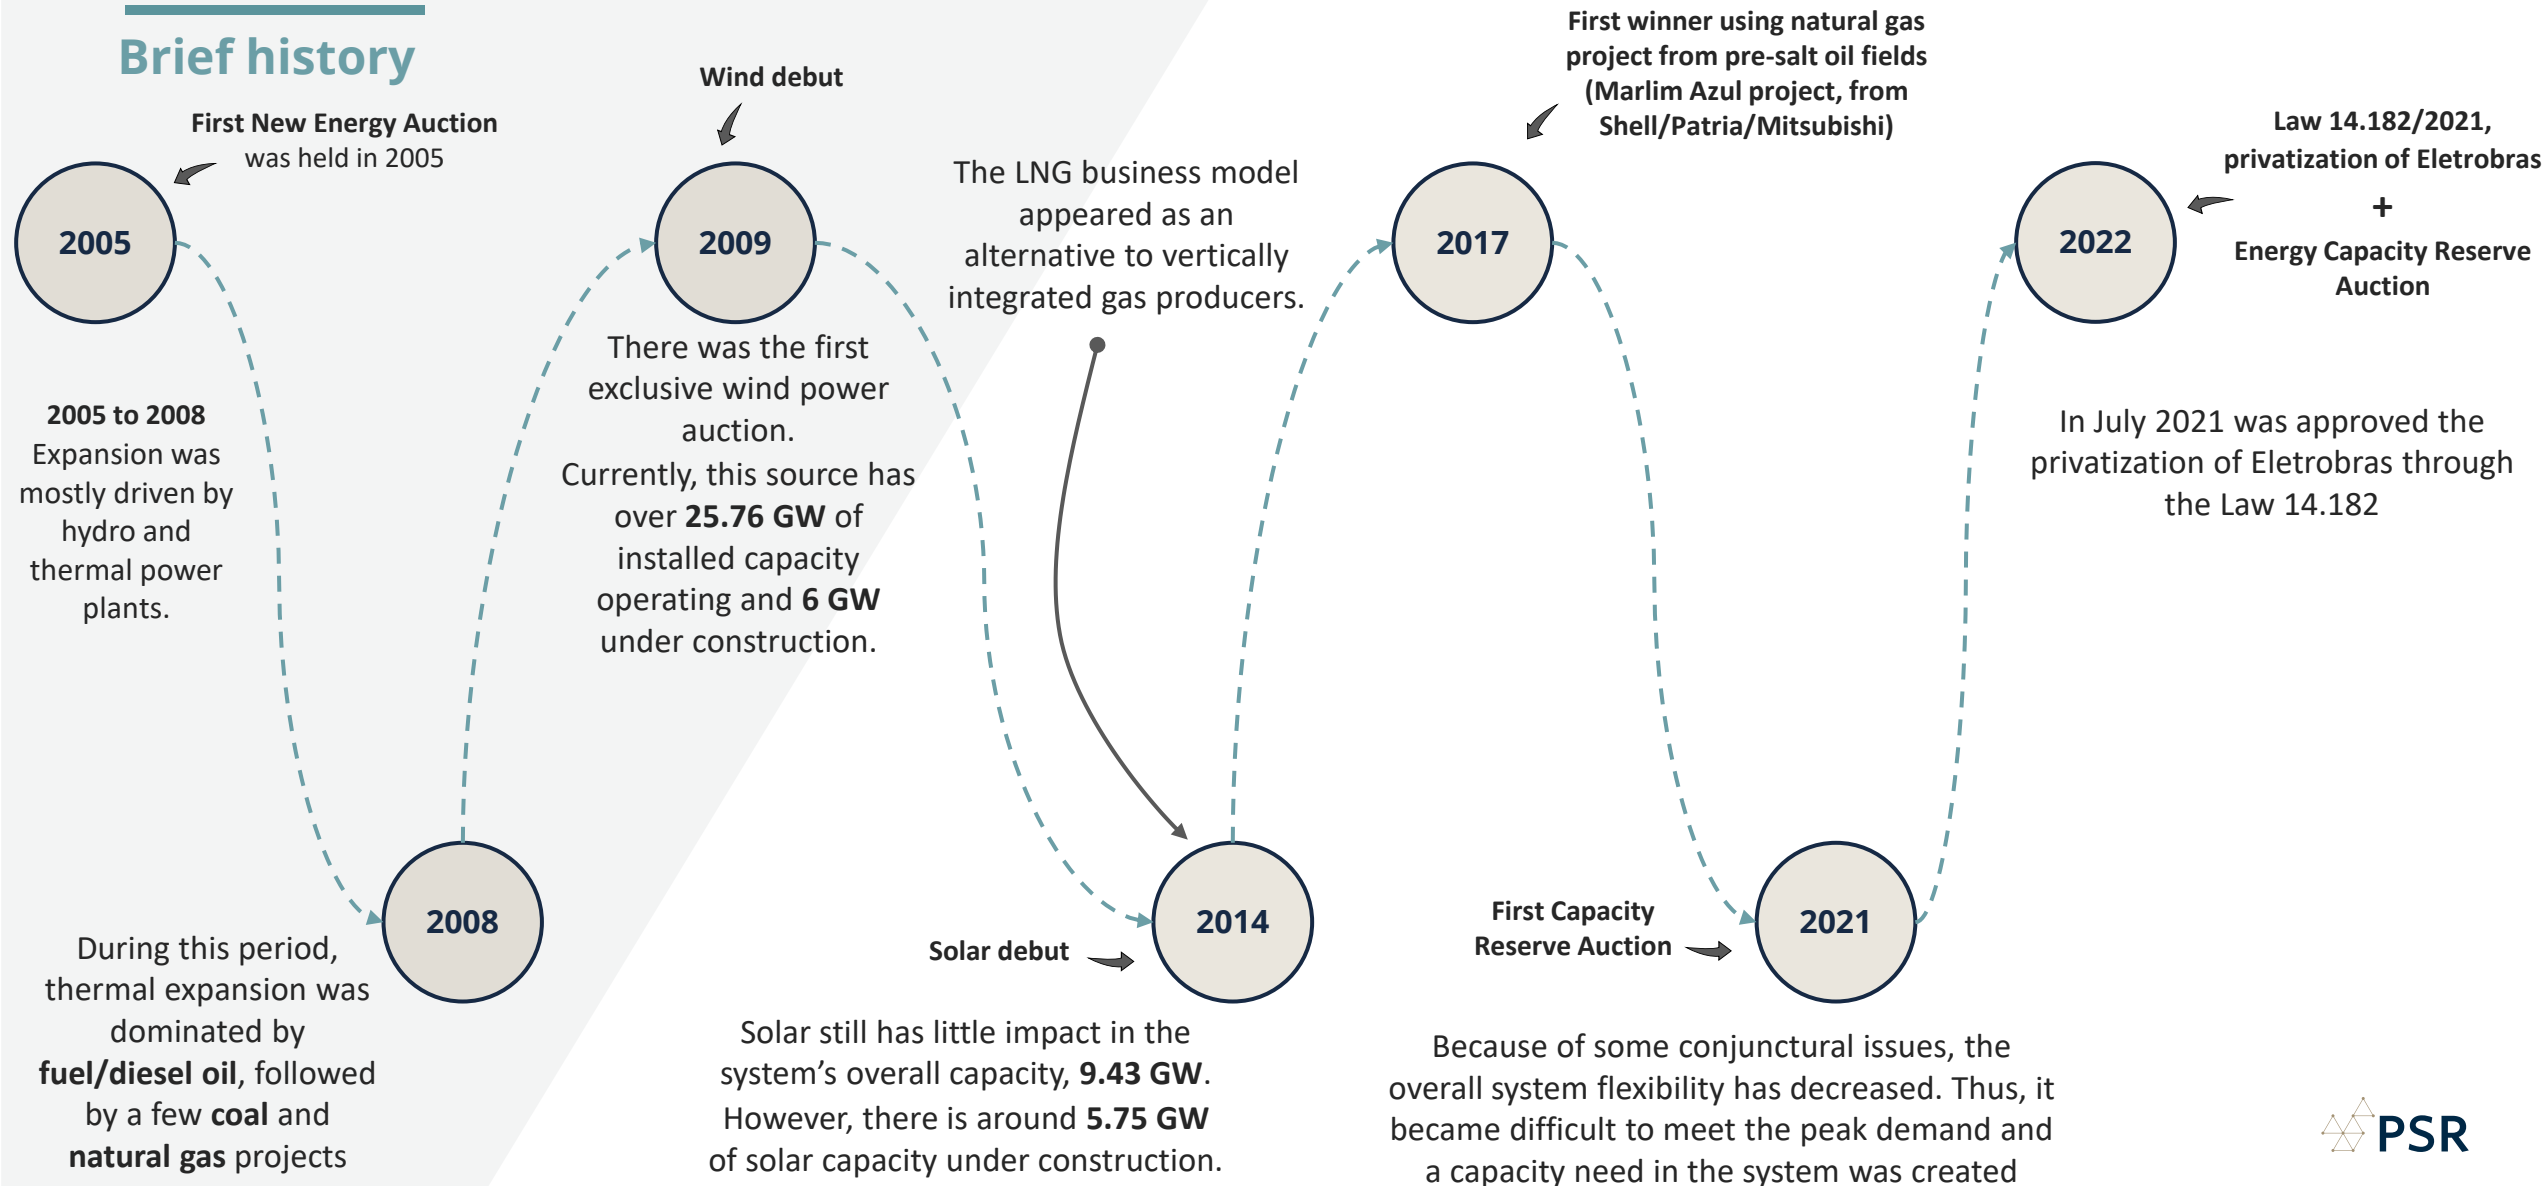 Brief history
First New Energy Auction
was held in 2005
2005
2005 to 2008
Expansion was
mostly driven by
hydro and
thermal power
plants.
2008
During this period,
thermal expansion was
dominated by
fuel/diesel oil, followed
by a few coal and
natural gas projects
Wind debut
2009
There was the first
exclusive wind power
auction.
Currently, this source has
over 25.76 GW of
installed capacity
operating and 6 GW
under construction.
The LNG business model
appeared as an
alternative to vertically
integrated gas producers.
Solar debut
2014
Solar still has little impact in the
system's overall capacity, 9.43 GW.
However, there is around 5.75 GW
of solar capacity under construction.
First winner using natural gas
project from pre-salt oil fields
(Marlim Azul project, from
Shell/Patria/Mitsubishi)
2017
First Capacity
Reserve Auction
2021
Because of some conjunctural issues, the
overall system flexibility has decreased. Thus, it
became difficult to meet the peak demand and
a capacity need in the system was created
Law 14.182/2021,
privatization of Eletrobras
+
Energy Capacity Reserve
Auction
2022
In July 2021 was approved the
privatization of Eletrobras through
the Law 14.182
PSR